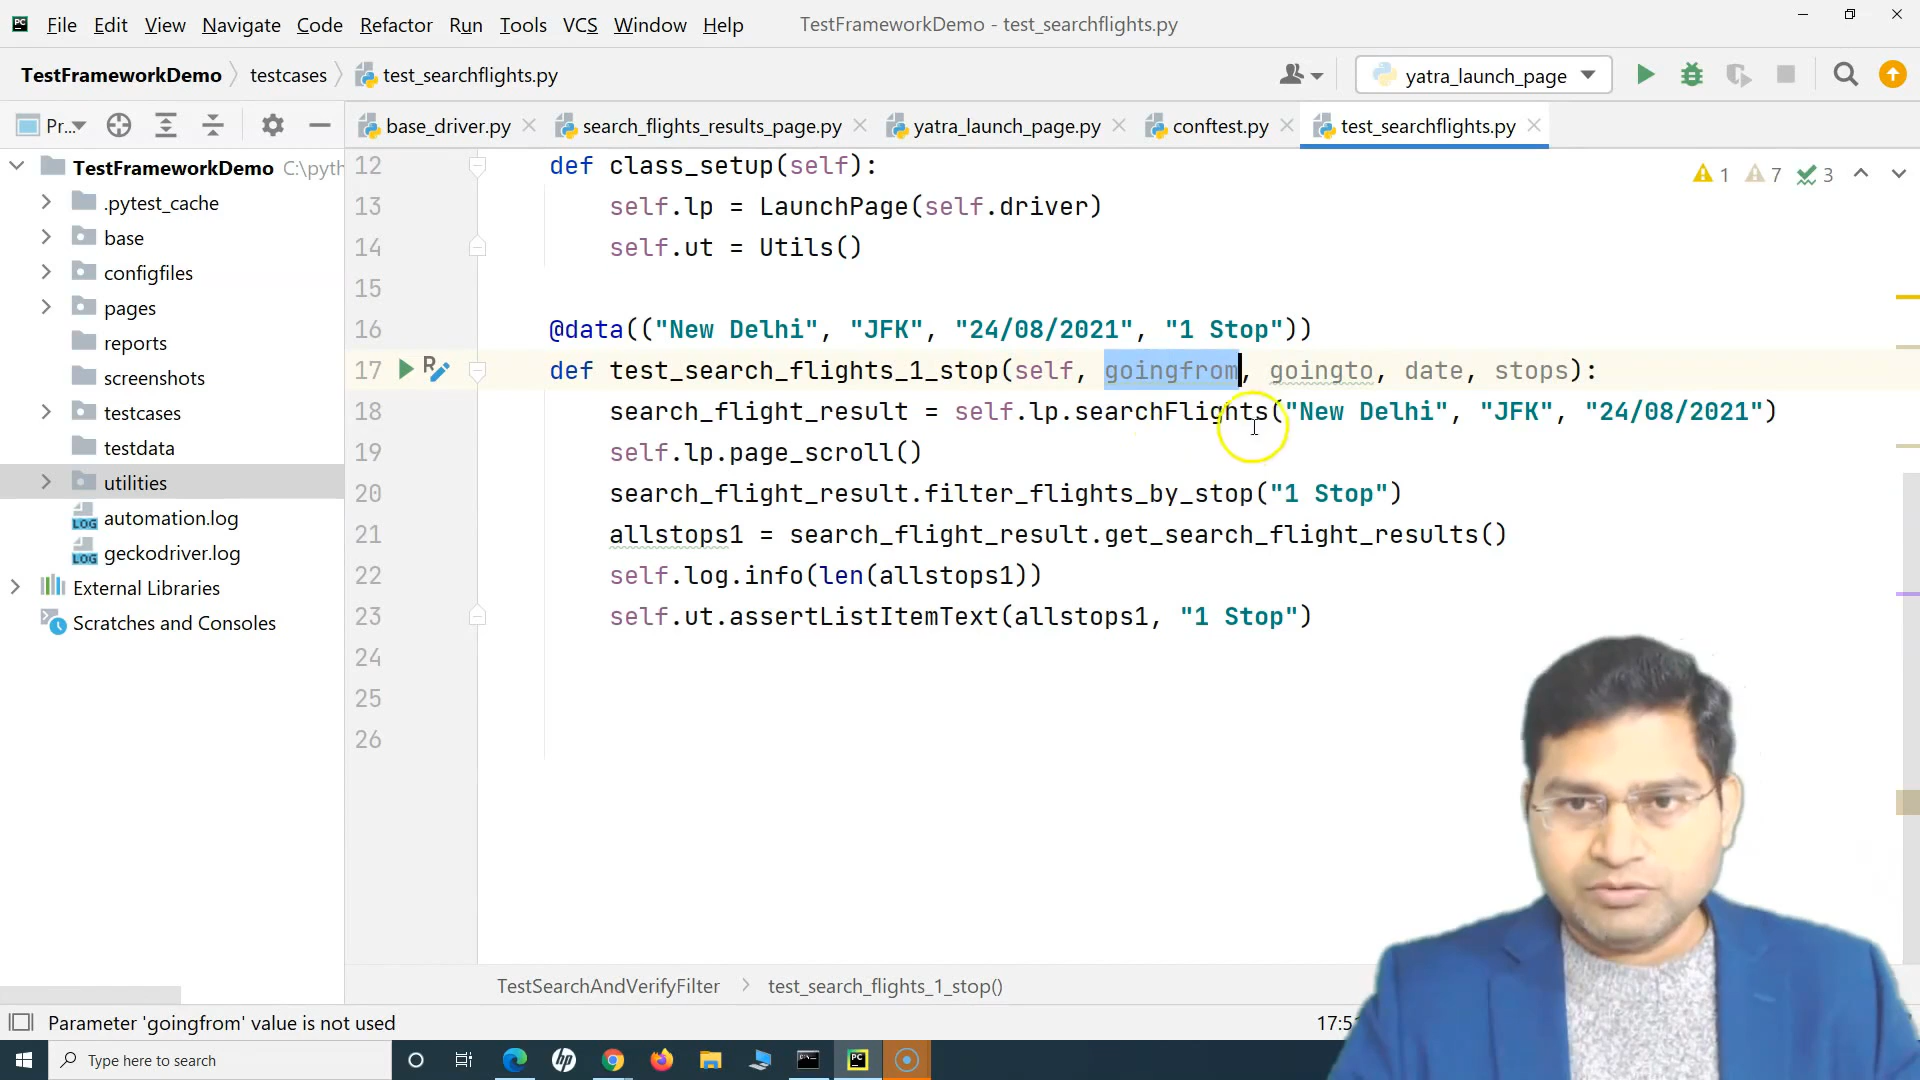 File Edit View Navigate Code Refactor Run Tools VCS Window Help TestFrameworkDemo - test_searchflights.py
TestFrameworkDemo testcases test_searchflights.py yatra_launch_page
Pr... base_driver.py search_flights_results_page.py yatra_launch_page.py conftest.py test_searchflights.py
TestFrameworkDemo C:\pyth
.pytest_cache
base
configfiles
pages
reports
screenshots
testcases
testdata
utilities
automation.log
geckodriver.log
External Libraries
Scratches and Consoles
1 7 3
12 def class_setup(self):
13 self.lp = LaunchPage(self.driver)
14 self.ut = Utils()
15
16 @data(("New Delhi", "JFK", "24/08/2021", "1 Stop"))
17 def test_search_flights_1_stop(self, goingfrom, goingto, date, stops):
18 search_flight_result = self.lp.searchFlights("New Delhi", "JFK", "24/08/2021")
19 self.lp.page_scroll()
20 search_flight_result.filter_flights_by_stop("1 Stop")
21 allstops1 = search_flight_result.get_search_flight_results()
22 self.log.info(len(allstops1))
23 self.ut.assertListItemText(allstops1, "1 Stop")
24
25
26
TestSearchAndVerifyFilter test_search_flights_1_stop()
Parameter 'goingfrom' value is not used
Type here to search